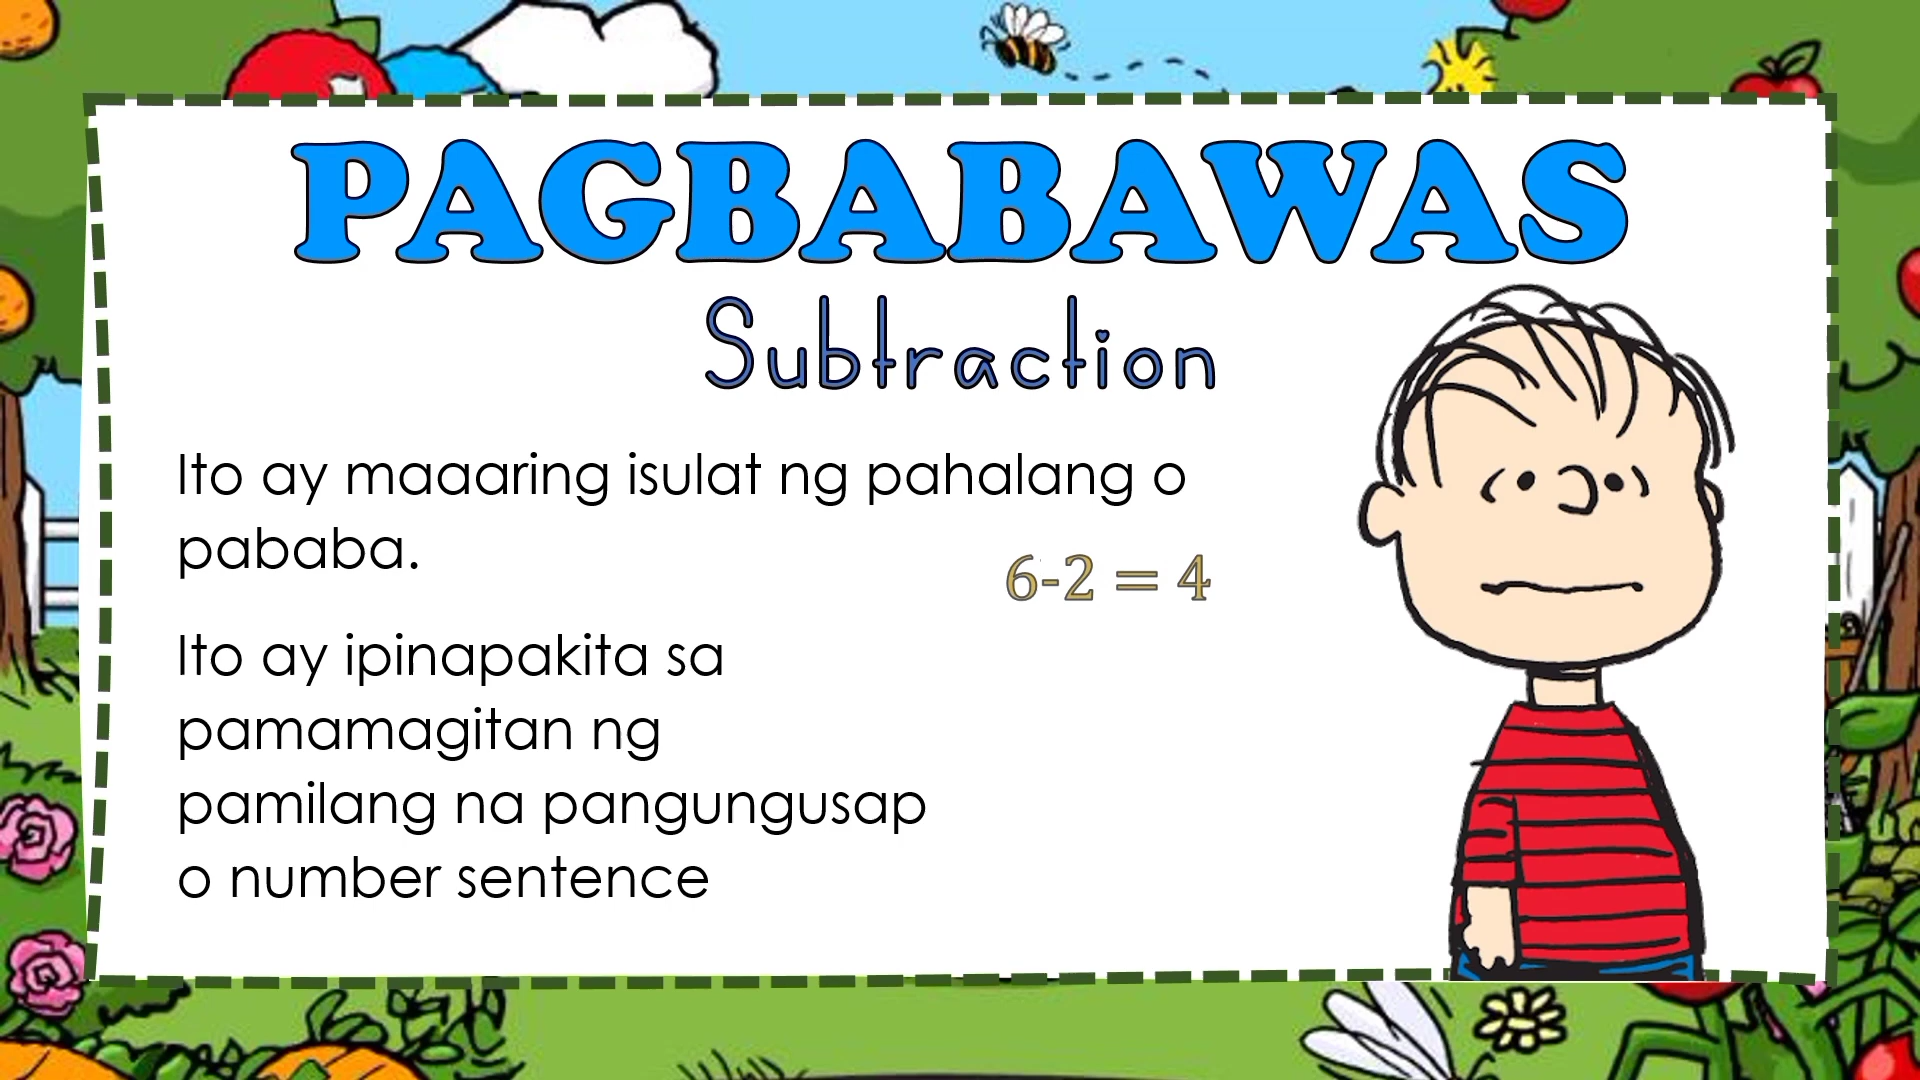 PAGBABAWAS
Subtraction
Ito ay maaaring isulat ng pahalang o
pababa.
6-2 = 4
Ito ay ipinapakita sa
pamamagitan ng
pamilang na pangungusap
o number sentence